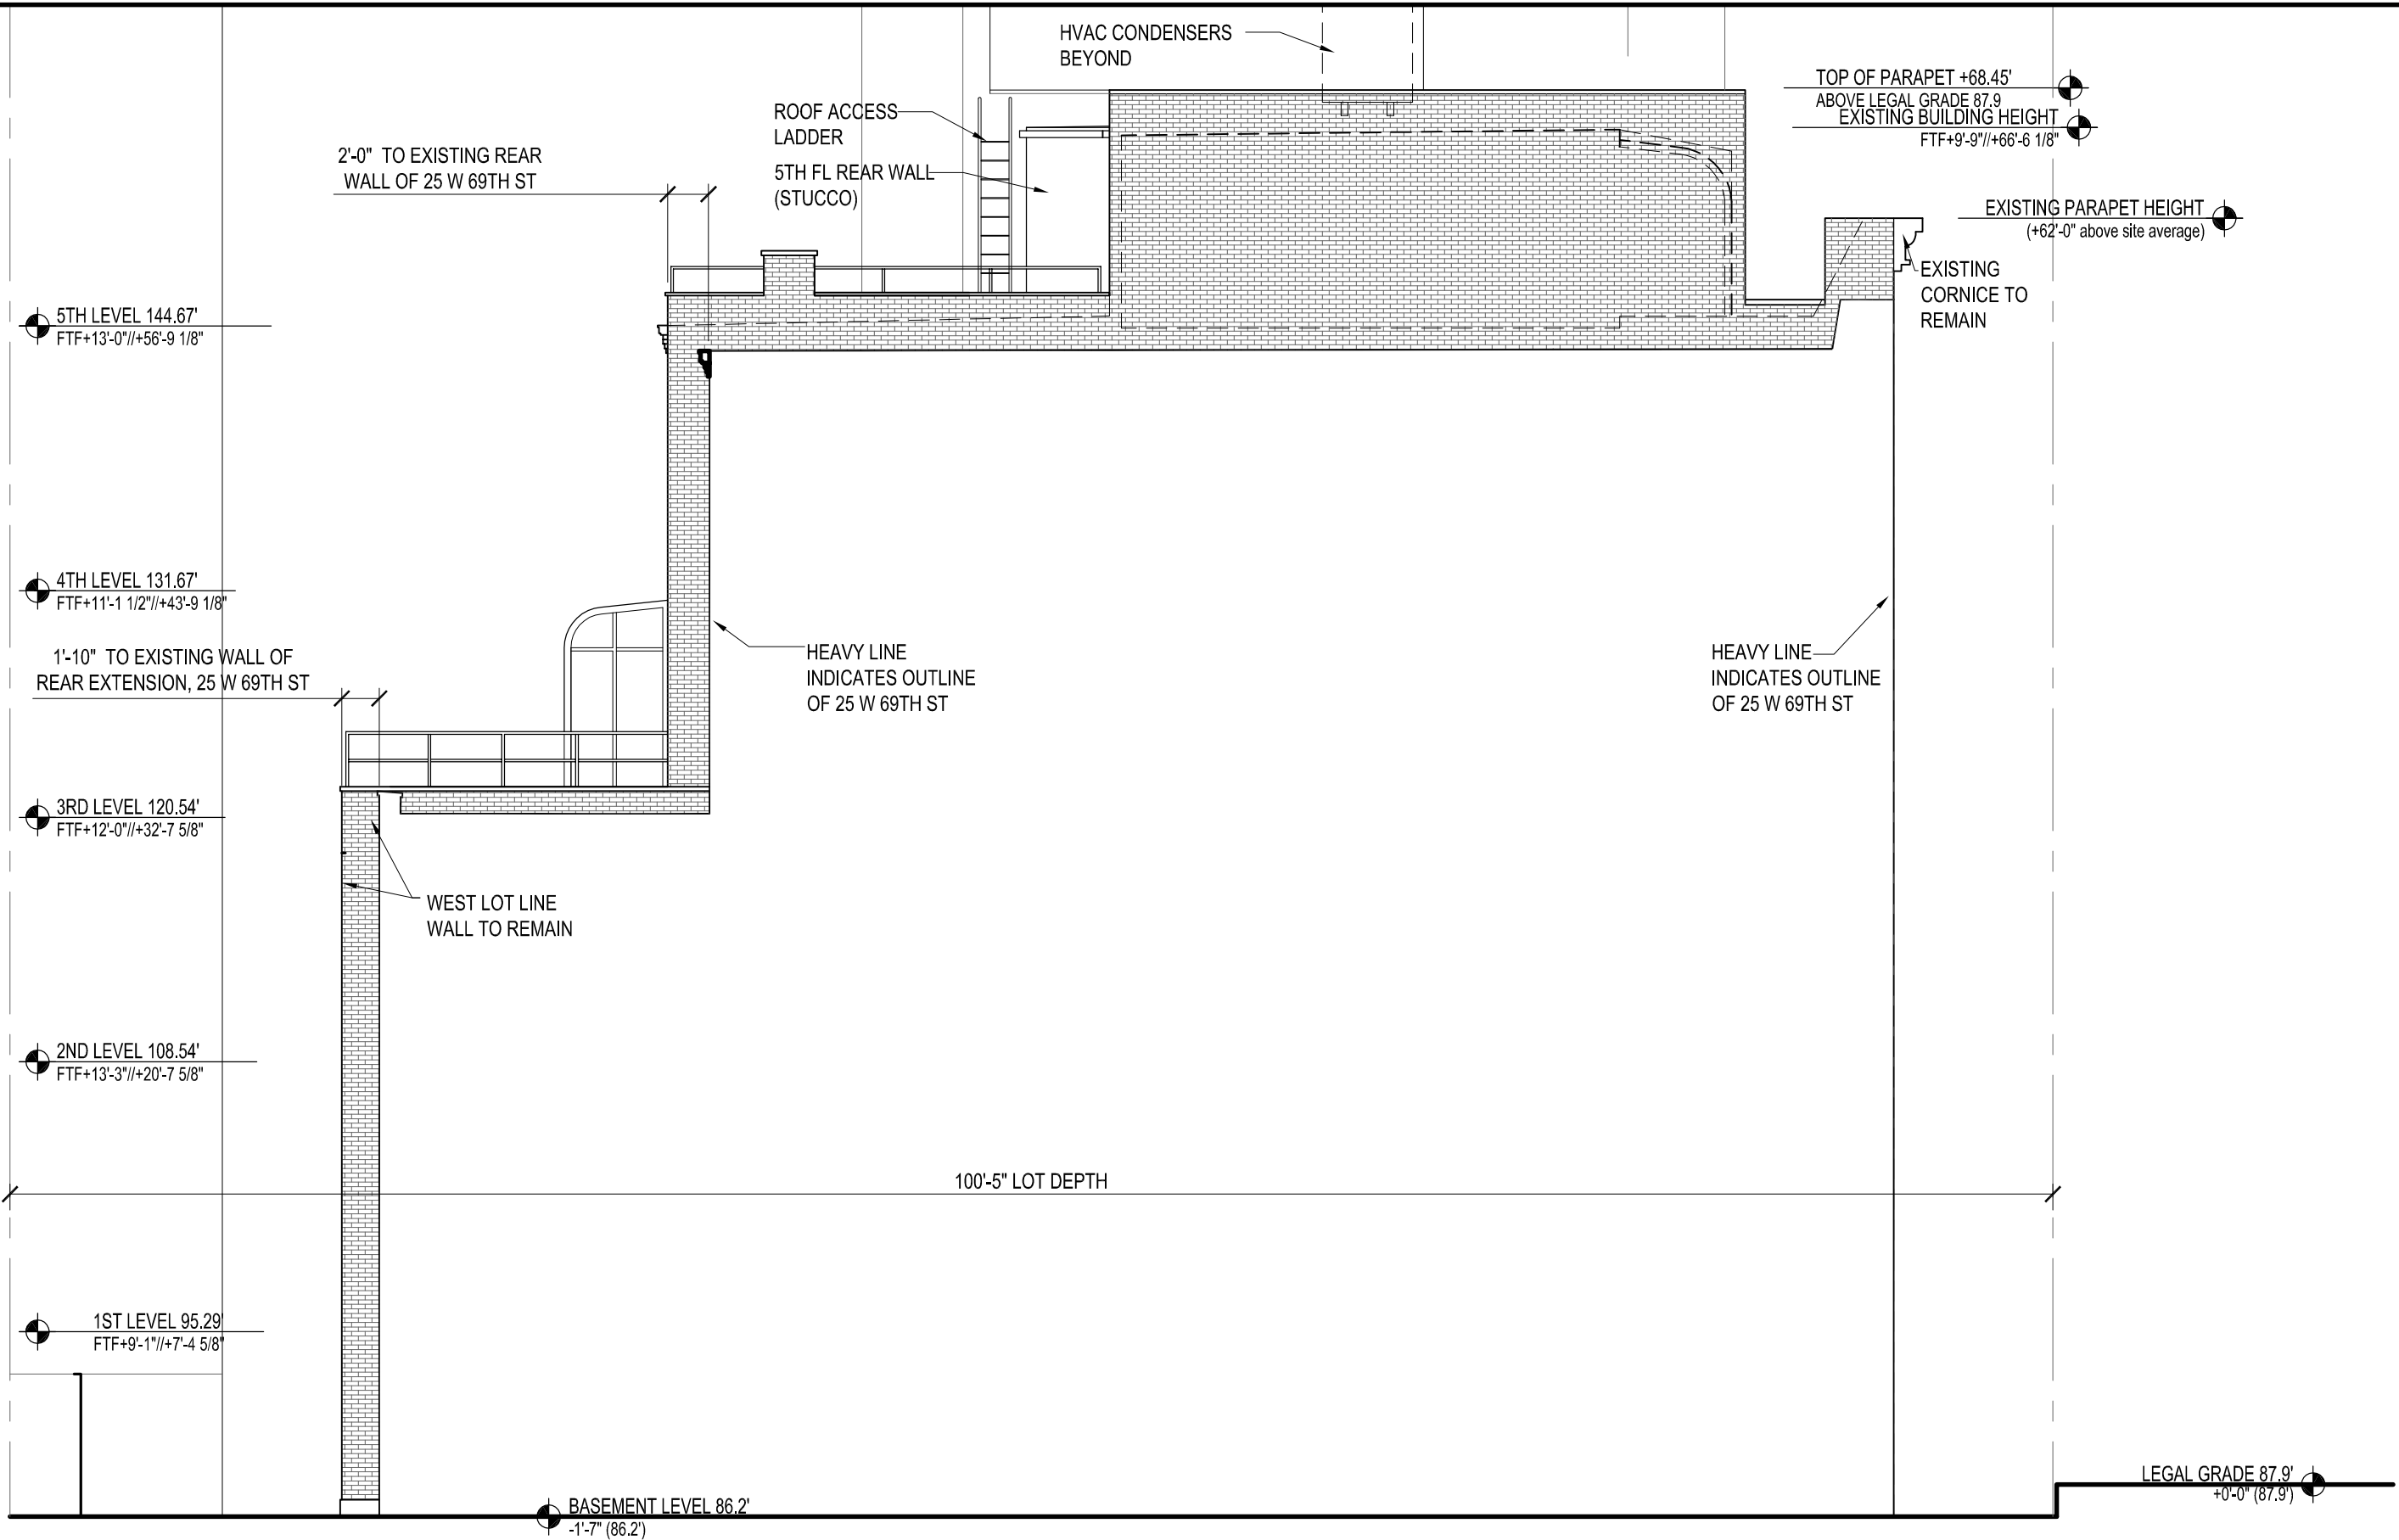 HVAC CONDENSERS
BEYOND
TOP OF PARAPET +68.45'
ABOVE LEGAL GRADE 87.9
EXISTING BUILDING HEIGHT
FTF+9'-9"//+66'-6 1/8"
ROOF ACCESS
LADDER
2'-0" TO EXISTING REAR
WALL OF 25 W 69TH ST
5TH FL REAR WALL
(STUCCO)
EXISTING PARAPET HEIGHT
(+62'-0" above site average)
EXISTING
CORNICE TO
REMAIN
5TH LEVEL 144.67'
FTF+13'-0"//+56'-9 1/8"
4TH LEVEL 131.67'
FTF+11'-1 1/2"//+43'-9 1/8"
1'-10" TO EXISTING WALL OF
REAR EXTENSION, 25 W 69TH ST
HEAVY LINE
INDICATES OUTLINE
OF 25 W 69TH ST
HEAVY LINE
INDICATES OUTLINE
OF 25 W 69TH ST
3RD LEVEL 120.54'
FTF+12'-0"//+32'-7 5/8"
WEST LOT LINE
WALL TO REMAIN
2ND LEVEL 108.54'
FTF+13'-3"//+20'-7 5/8"
100'-5" LOT DEPTH
1ST LEVEL 95.29'
FTF+9'-1"//+7'-4 5/8"
LEGAL GRADE 87.9'
+0'-0" (87.9')
BASEMENT LEVEL 86.2'
-1'-7" (86.2')